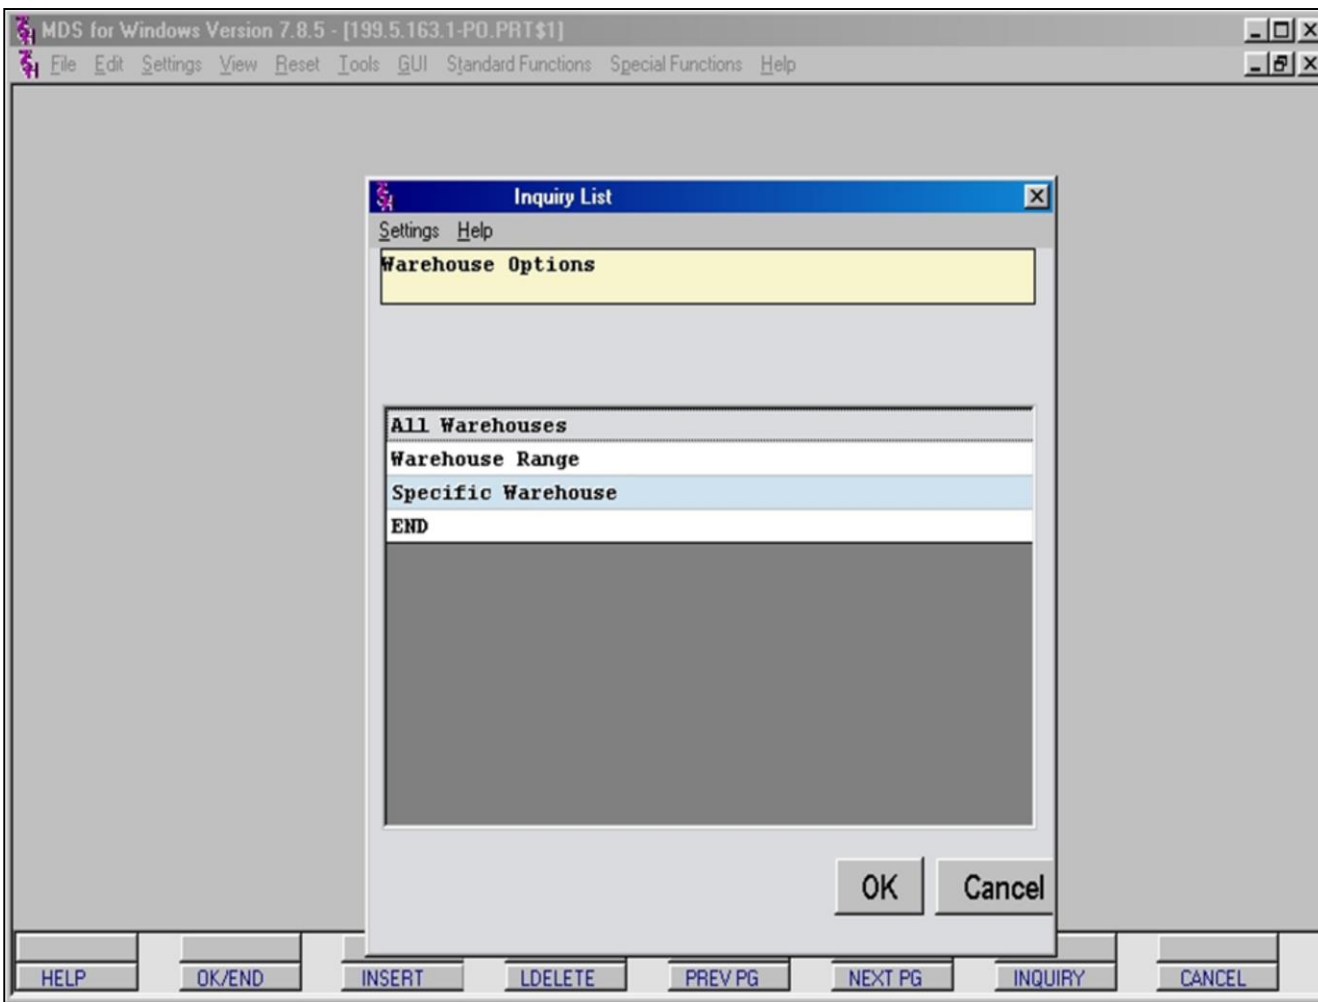 MDS for Windows Version 7.8.5 - [199.5.163.1-PO.PRT$1]
File Edit Settings View Reset Tools GUI Standard Functions Special Functions Help
Inquiry List
Settings Help
Warehouse Options
All Warehouses
Warehouse Range
Specific Warehouse
END
OK Cancel
HELP OK/END INSERT LDELETE PREV PG NEXT PG INQUIRY CANCEL